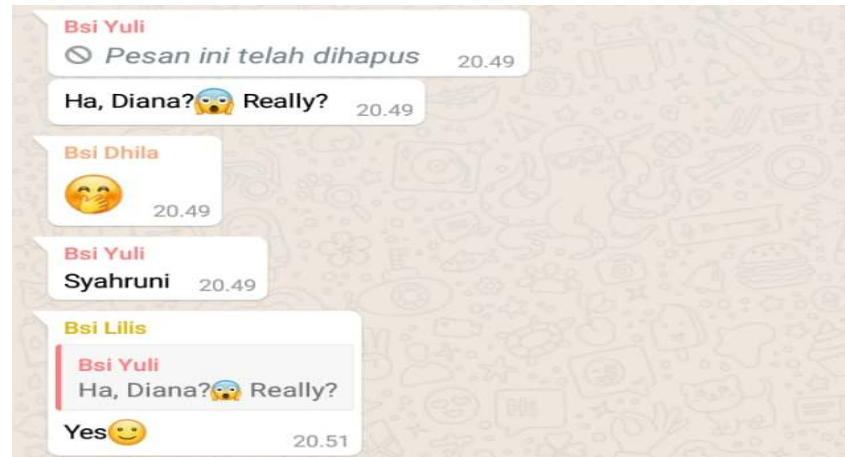 Bsi Yuli
Pesan ini telah dihapus 20.49
Ha, Diana?😱 Really? 20.49
Bsi Dhila
🤭 20.49
Bsi Yuli
Syahruni 20.49
Bsi Lilis
Bsi Yuli
Ha, Diana?😱 Really?
Yes🙂 20.51